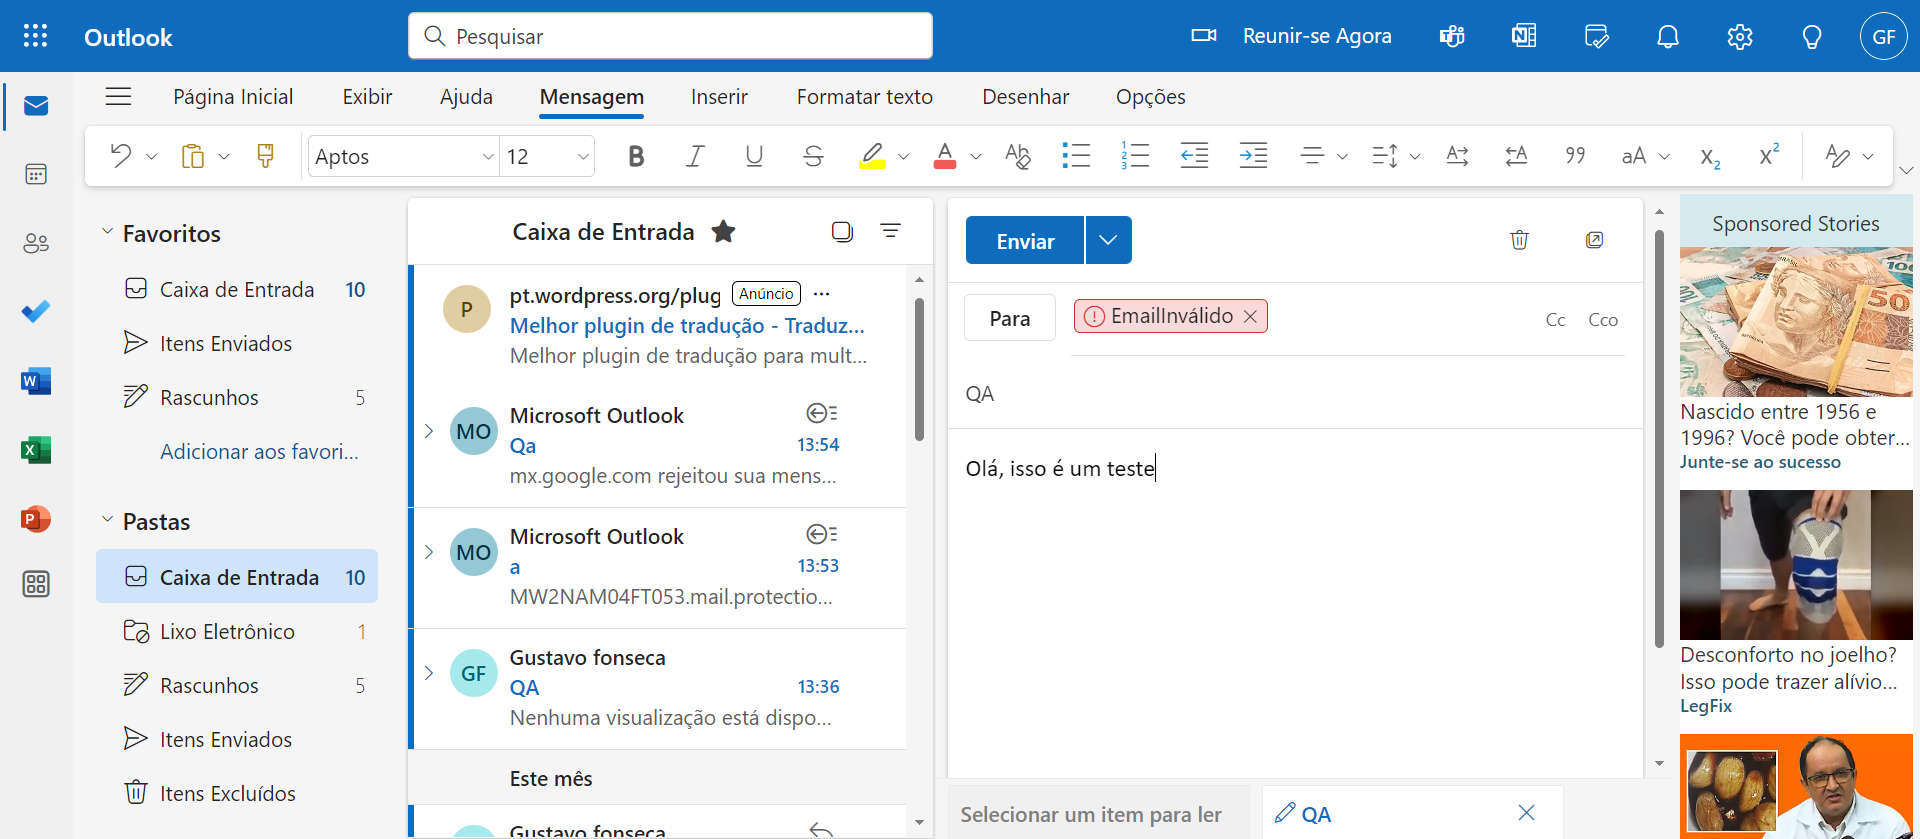 Outlook
Pesquisar
Reunir-se Agora
GF
Página Inicial
Exibir
Ajuda
Mensagem
Inserir
Formatar texto
Desenhar
Opções
Aptos
12
Favoritos
Caixa de Entrada 10
Itens Enviados
Rascunhos 5
Adicionar aos favori...
Pastas
Caixa de Entrada 10
Lixo Eletrônico 1
Rascunhos 5
Itens Enviados
Itens Excluídos
Caixa de Entrada
P
pt.wordpress.org/plug
Anúncio
Melhor plugin de tradução - Traduz...
Melhor plugin de tradução para mult...
MO
Microsoft Outlook
Qa 13:54
mx.google.com rejeitou sua mens...
MO
Microsoft Outlook
a 13:53
MW2NAM04FT053.mail.protectio...
GF
Gustavo fonseca
QA 13:36
Nenhuma visualização está dispo...
Este mês
Gustavo fonseca
Enviar
Para
EmailInválido
Cc
Cco
QA
Olá, isso é um teste
Selecionar um item para ler
QA
Sponsored Stories
Nascido entre 1956 e
1996? Você pode obter...
Junte-se ao sucesso
Desconforto no joelho?
Isso pode trazer alívio...
LegFix